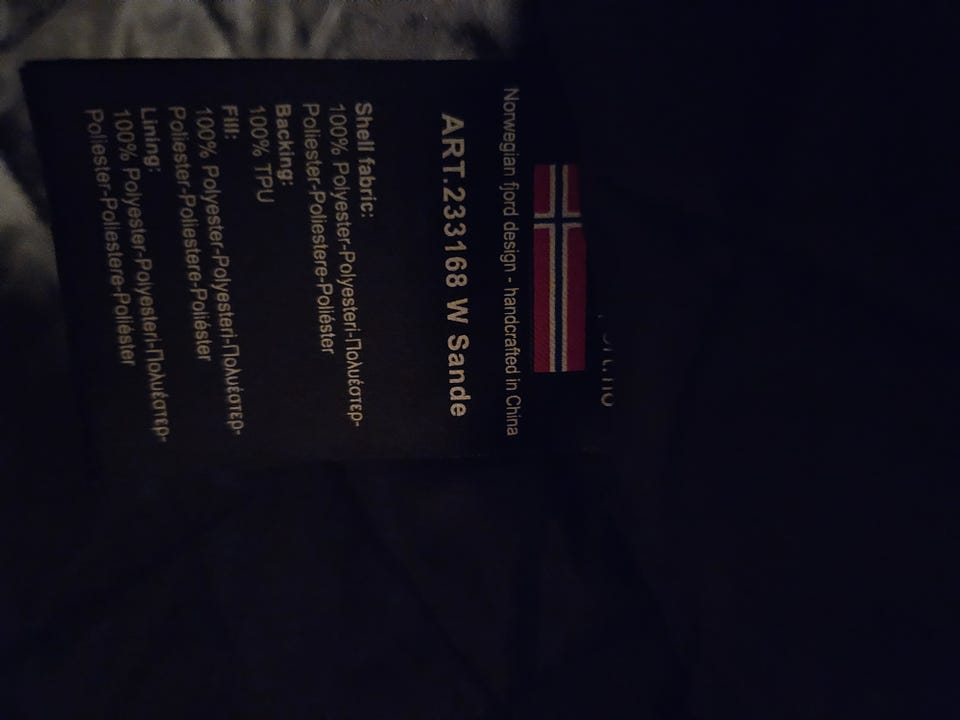 Norwegian fjord design - handcrafted in China
ART.233168 W Sande
Shell fabric:
100% Polyester-Polyesteri-Πολυέστερ-
Poliester-Poliestere-Poliéster
Backing:
100% TPU
Fill:
100% Polyester-Polyesteri-Πολυέστερ-
Poliester-Poliestere-Poliéster
Lining:
100% Polyester-Polyesteri-Πολυέστερ-
Poliester-Poliestere-Poliéster